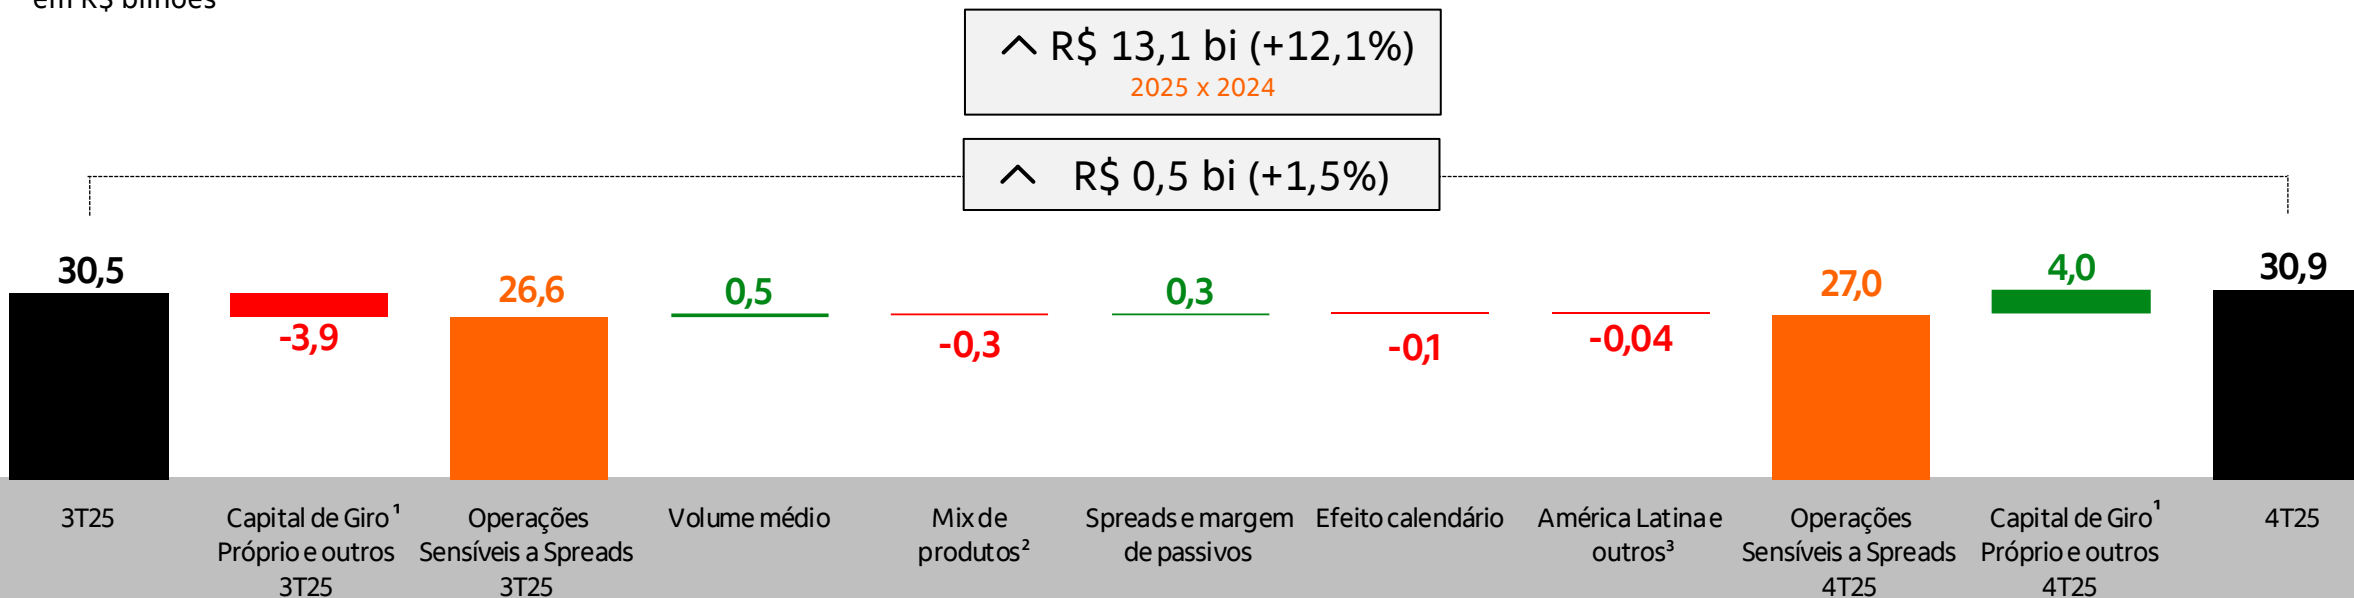 em R$ bilhões
R$ 13,1 bi (+12,1%)
2025 x 2024
R$ 0,5 bi (+1,5%)
30,5
-3,9
26,6
0,5
-0,3
0,3
-0,1
-0,04
27,0
4,0
30,9
3T25
Capital de Giro¹
Próprio e outros
3T25
Operações
Sensíveis a Spreads
3T25
Volume médio
Mix de
produtos²
Spreads e margem
de passivos
Efeito calendário
América Latina e
outros³
Operações
Sensíveis a Spreads
4T25
Capital de Giro¹
Próprio e outros
4T25
4T25